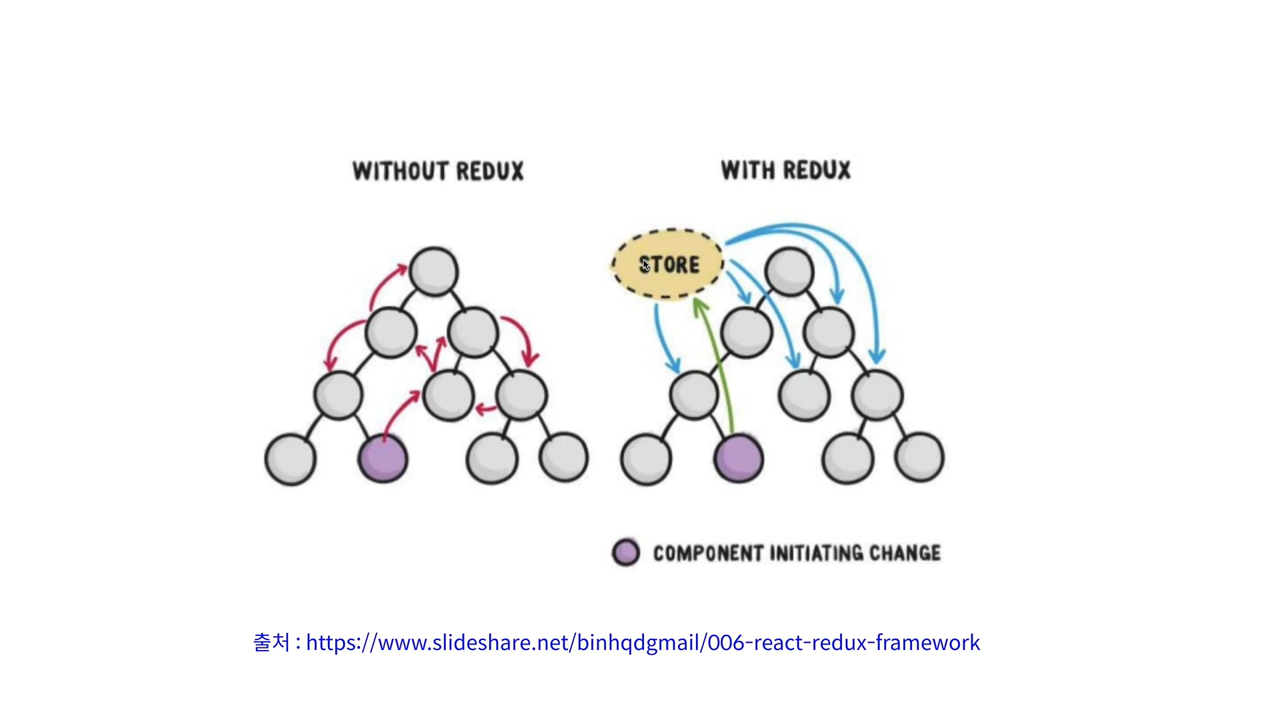 WITHOUT REDUX
WITH REDUX
STORE
COMPONENT INITIATING CHANGE
출처 : https://www.slideshare.net/binhqdgmail/006-react-redux-framework